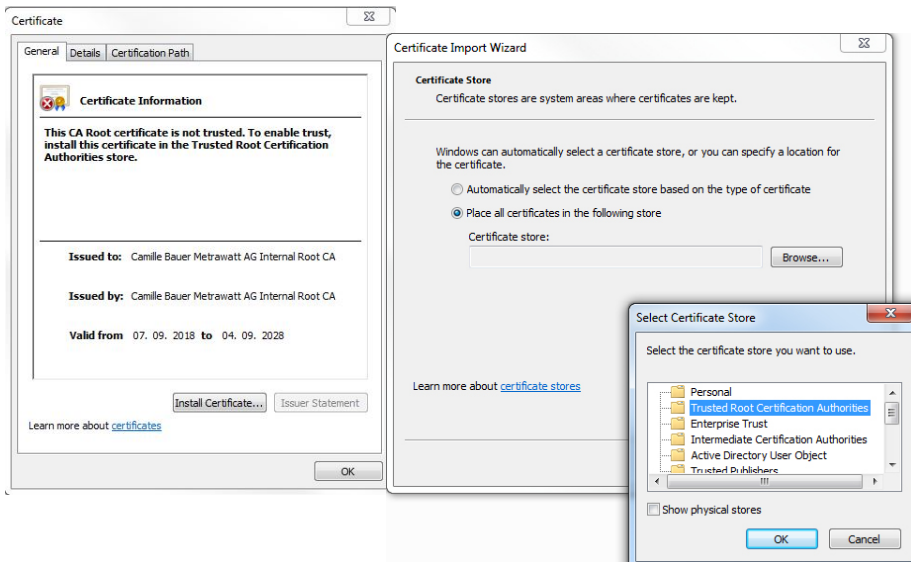 Certificate
General Details Certification Path
Certificate Information
This CA Root certificate is not trusted. To enable trust,
install this certificate in the Trusted Root Certification
Authorities store.
Issued to: Camille Bauer Metrawatt AG Internal Root CA
Issued by: Camille Bauer Metrawatt AG Internal Root CA
Valid from 07. 09. 2018 to 04. 09. 2028
Install Certificate... Issuer Statement
Learn more about certificates
OK
Certificate Import Wizard
Certificate Store
Certificate stores are system areas where certificates are kept.
Windows can automatically select a certificate store, or you can specify a location for
the certificate.
Automatically select the certificate store based on the type of certificate
Place all certificates in the following store
Certificate store:
Browse...
Learn more about certificate stores
Select Certificate Store
Select the certificate store you want to use.
Personal
Trusted Root Certification Authorities
Enterprise Trust
Intermediate Certification Authorities
Active Directory User Object
Trusted Publishers
Show physical stores
OK Cancel